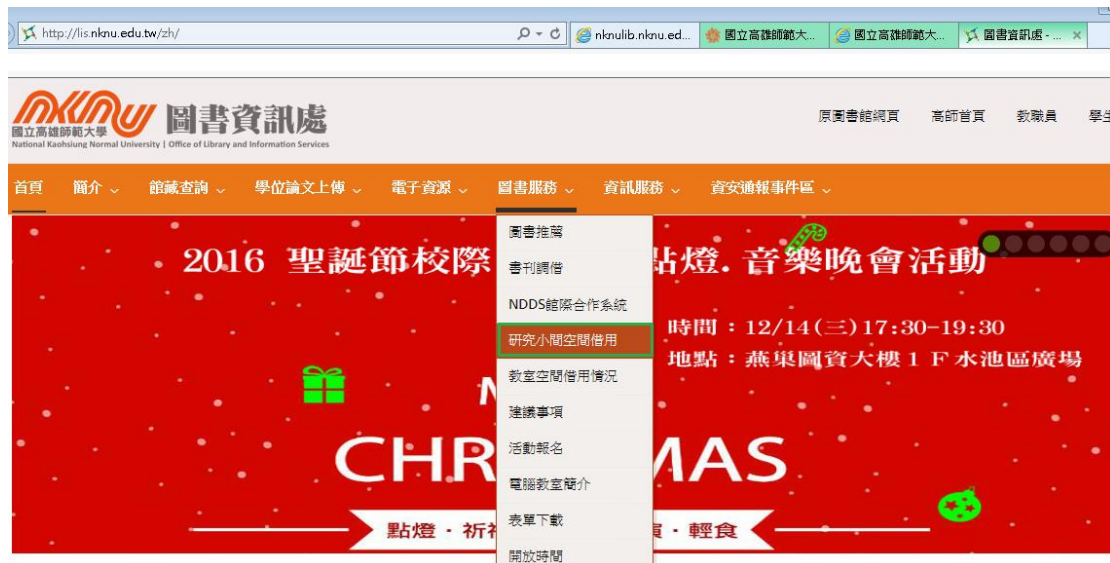 http://lis.nknu.edu.tw/zh/
nknulib.nknu.ed...
國立高雄師範大...
國立高雄師範大...
圖書資訊處 - ...
nknu
國立高雄師範大學
National Kaohsiung Normal University | Office of Library and Information Services
圖書資訊處
原圖書館網頁 高師首頁 教職員 學生
首頁 簡介 館藏查詢 學位論文上傳 電子資源 圖書服務 資訊服務 資安通報事件區
圖書推薦
書刊調借
NDDS館際合作系統
研究小間空間借用
教室空間借用情況
建議事項
活動報名
電腦教室簡介
表單下載
開放時間
2016 聖誕節校際
點燈.音樂晚會活動
時間：12/14(三)17:30-19:30
地點：燕巢圖資大樓1F水池區廣場
M
CHR
MAS
點燈．祈
．輕食